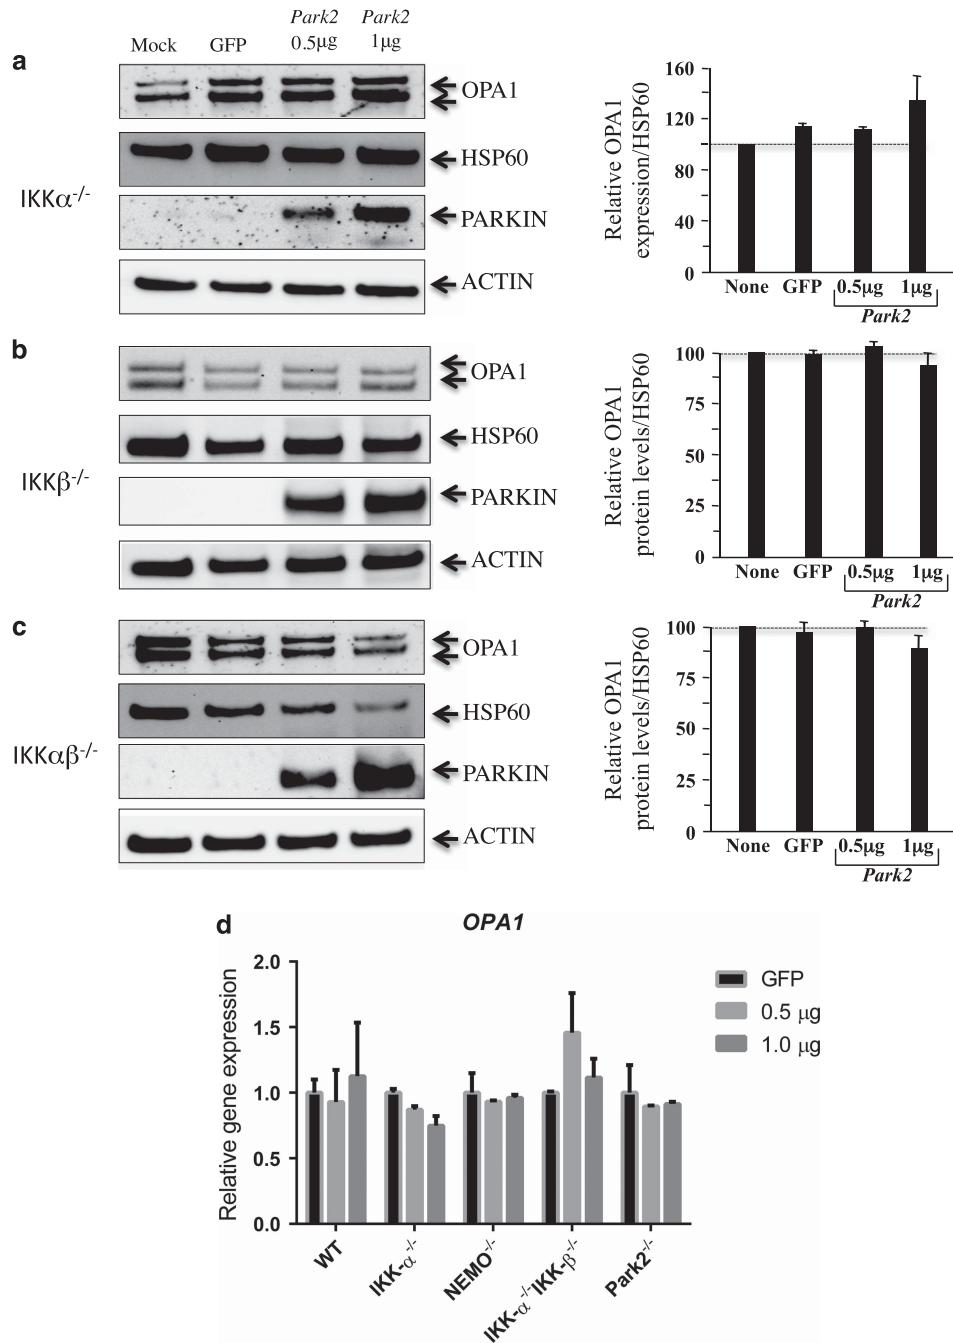 Mock GFP Park2 0.5µg Park2 1µg
a
IKKα-/-
OPA1
HSP60
PARKIN
ACTIN
Relative OPA1
expression/HSP60
160
120
80
40
0
None GFP 0.5µg 1µg
Park2
b
IKKβ-/-
OPA1
HSP60
PARKIN
ACTIN
Relative OPA1
protein levels/HSP60
100
75
50
25
0
None GFP 0.5µg 1µg
Park2
c
IKKαβ-/-
OPA1
HSP60
PARKIN
ACTIN
Relative OPA1
protein levels/HSP60
100
75
50
25
0
None GFP 0.5µg 1µg
Park2
d
OPA1
Relative gene expression
2.0
1.5
1.0
0.5
0.0
WT IKK-α-/- NEMO-/- IKK-α-/-IKK-β-/- Park2-/-
GFP
0.5 µg
1.0 µg